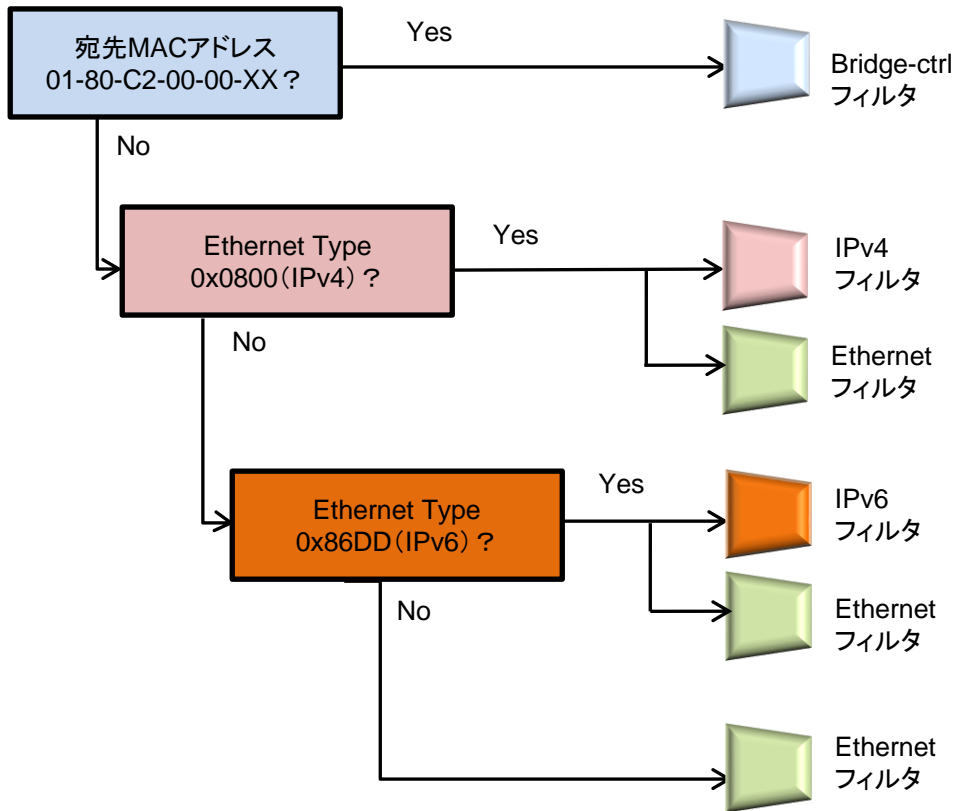 宛先MACアドレス
01-80-C2-00-00-XX？
Yes
Bridge-ctrl
フィルタ
No
Ethernet Type
0x0800（IPv4）？
Yes
IPv4
フィルタ
No
Ethernet
フィルタ
Ethernet Type
0x86DD（IPv6）？
Yes
IPv6
フィルタ
No
Ethernet
フィルタ
Ethernet
フィルタ